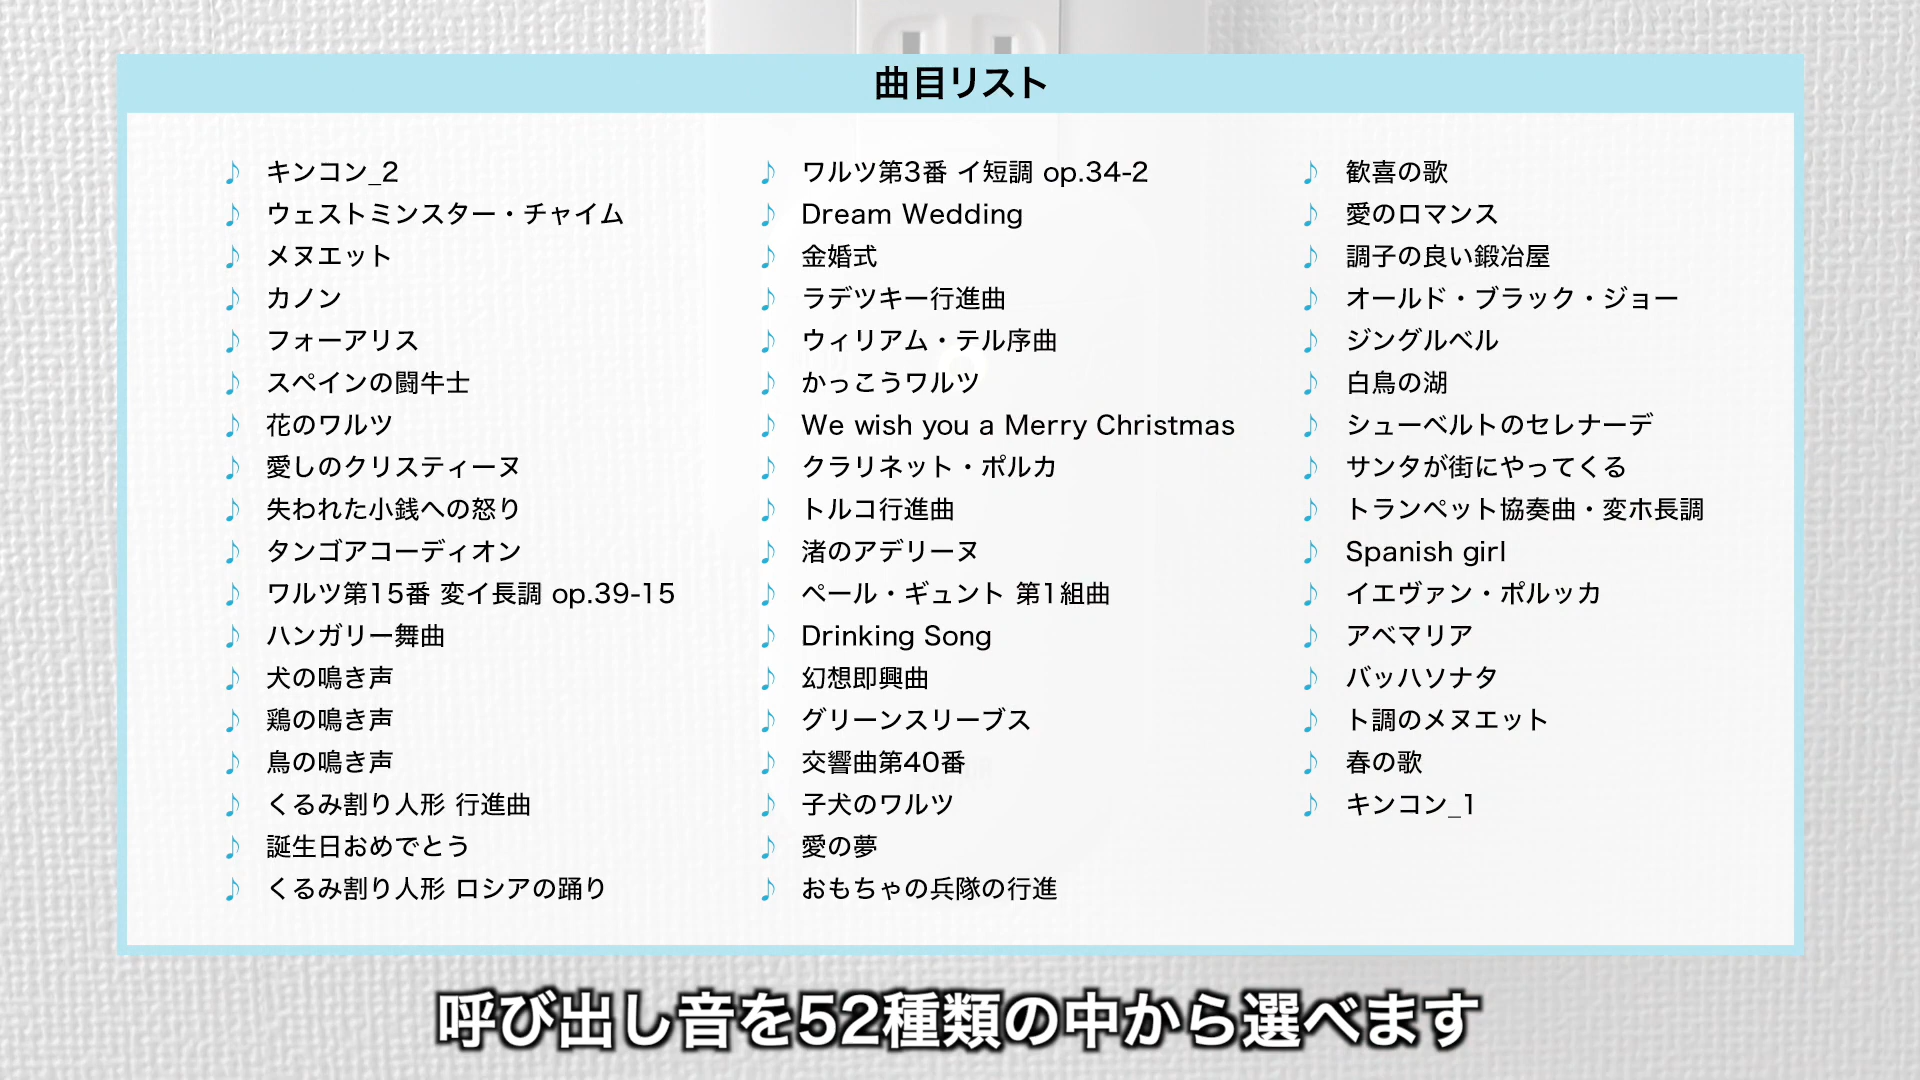 曲目リスト
♪ キンコン_2
♪ ウェストミンスター・チャイム
♪ メヌエット
♪ カノン
♪ フォーアリス
♪ スペインの闘牛士
♪ 花のワルツ
♪ 愛しのクリスティーヌ
♪ 失われた小銭への怒り
♪ タンゴアコーディオン
♪ ワルツ第15番 変イ長調 op.39-15
♪ ハンガリー舞曲
♪ 犬の鳴き声
♪ 鶏の鳴き声
♪ 鳥の鳴き声
♪ くるみ割り人形 行進曲
♪ 誕生日おめでとう
♪ くるみ割り人形 ロシアの踊り
♪ ワルツ第3番 イ短調 op.34-2
♪ Dream Wedding
♪ 金婚式
♪ ラデツキー行進曲
♪ ウィリアム・テル序曲
♪ かっこうワルツ
♪ We wish you a Merry Christmas
♪ クラリネット・ポルカ
♪ トルコ行進曲
♪ 渚のアデリーヌ
♪ ペール・ギュント 第1組曲
♪ Drinking Song
♪ 幻想即興曲
♪ グリーンスリーブス
♪ 交響曲第40番
♪ 子犬のワルツ
♪ 愛の夢
♪ おもちゃの兵隊の行進
♪ 歓喜の歌
♪ 愛のロマンス
♪ 調子の良い鍛冶屋
♪ オールド・ブラック・ジョー
♪ ジングルベル
♪ 白鳥の湖
♪ シューベルトのセレナーデ
♪ サンタが街にやってくる
♪ トランペット協奏曲・変ホ長調
♪ Spanish girl
♪ イエヴァン・ポルッカ
♪ アベマリア
♪ バッハソナタ
♪ ト調のメヌエット
♪ 春の歌
♪ キンコン_1
呼び出し音を52種類の中から選べます